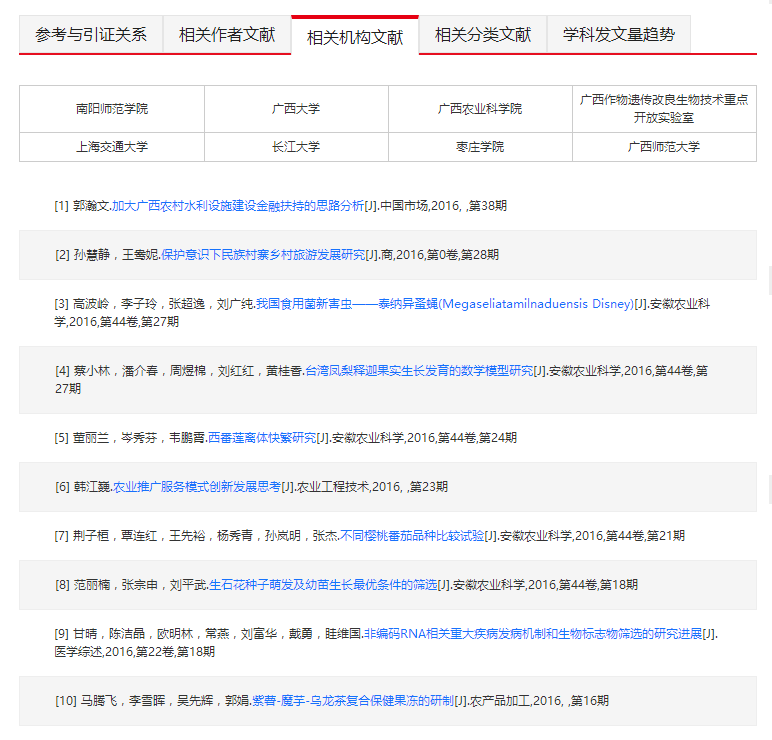 参考与引证关系 相关作者文献 相关机构文献 相关分类文献 学科发文量趋势
南阳师范学院 广西大学 广西农业科学院 广西作物遗传改良生物技术重点
开放实验室
上海交通大学 长江大学 枣庄学院 广西师范大学
[1] 郭瀚文.加大广西农村水利设施建设金融扶持的思路分析[J].中国市场,2016, ,第38期
[2] 孙慧静，王鸯妮.保护意识下民族村寨乡村旅游发展研究[J].商,2016,第0卷,第28期
[3] 高波岭，李子玲，张超逸，刘广纯.我国食用菌新害虫——泰纳异蚤蝇(Megaseliatamilnaduensis Disney)[J].安徽农业科
学,2016,第44卷,第27期
[4] 蔡小林，潘介春，周煜棉，刘红红，黄桂香.台湾凤梨释迦果实生长发育的数学模型研究[J].安徽农业科学,2016,第44卷,第
27期
[5] 董丽兰，岑秀芬，韦鹏霄.西番莲离体快繁研究[J].安徽农业科学,2016,第44卷,第24期
[6] 韩江巍.农业推广服务模式创新发展思考[J].农业工程技术,2016, ,第23期
[7] 荆子桓，覃连红，王先裕，杨秀青，孙岚明，张杰.不同樱桃番茄品种比较试验[J].安徽农业科学,2016,第44卷,第21期
[8] 范丽楠，张宗申，刘平武.生石花种子萌发及幼苗生长最优条件的筛选[J].安徽农业科学,2016,第44卷,第18期
[9] 甘晴，陈洁晶，欧明林，常燕，刘富华，戴勇，眭维国.非编码RNA相关重大疾病发病机制和生物标志物筛选的研究进展[J].
医学综述,2016,第22卷,第18期
[10] 马腾飞，李雪晖，吴先辉，郭娟.紫薯-魔芋-乌龙茶复合保健果冻的研制[J].农产品加工,2016, ,第16期